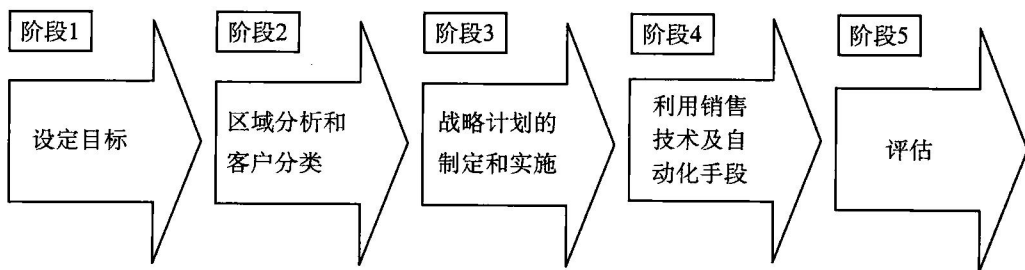 阶段1
设定目标
阶段2
区域分析和
客户分类
阶段3
战略计划的
制定和实施
阶段4
利用销售
技术及自
动化手段
阶段5
评估